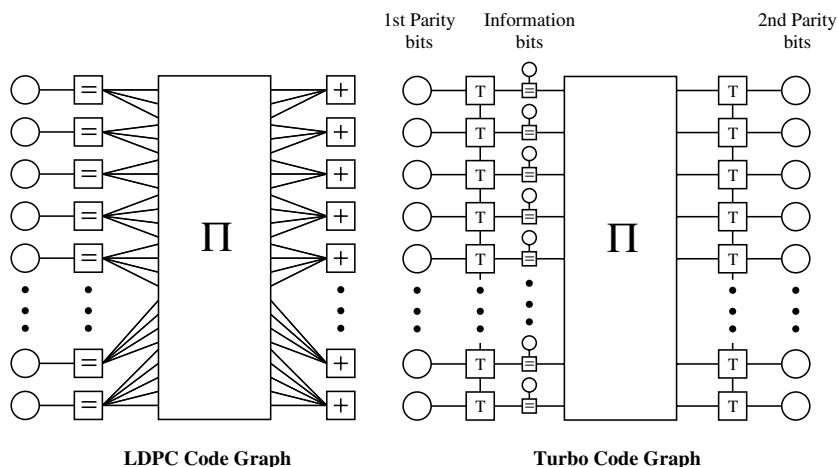 1st Parity bits
Information bits
2nd Parity bits
= Π +
= +
= +
= +
= +
= +
= +
T = Π T
T = T
T = T
T = T
T = T
T = T
T = T
LDPC Code Graph
Turbo Code Graph